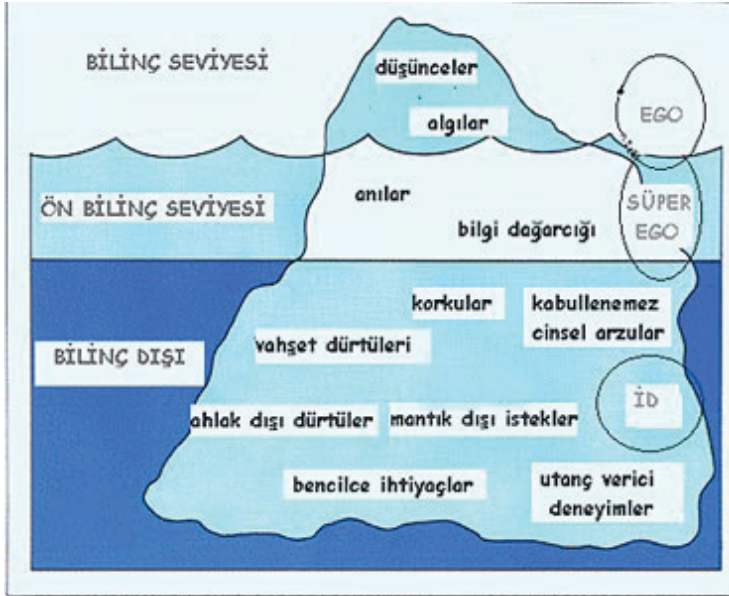 BİLİNÇ SEVİYESİ
düşünceler
algılar
EGO
ÖN BİLİNÇ SEVİYESİ
anılar
bilgi dağarcığı
SÜPER
EGO
BİLİNÇ DIŞI
korkular
kabullenemez
cinsel arzular
vahşet dürtüleri
İD
ahlak dışı dürtüler
mantık dışı istekler
bencilce ihtiyaçlar
utanç verici
deneyimler